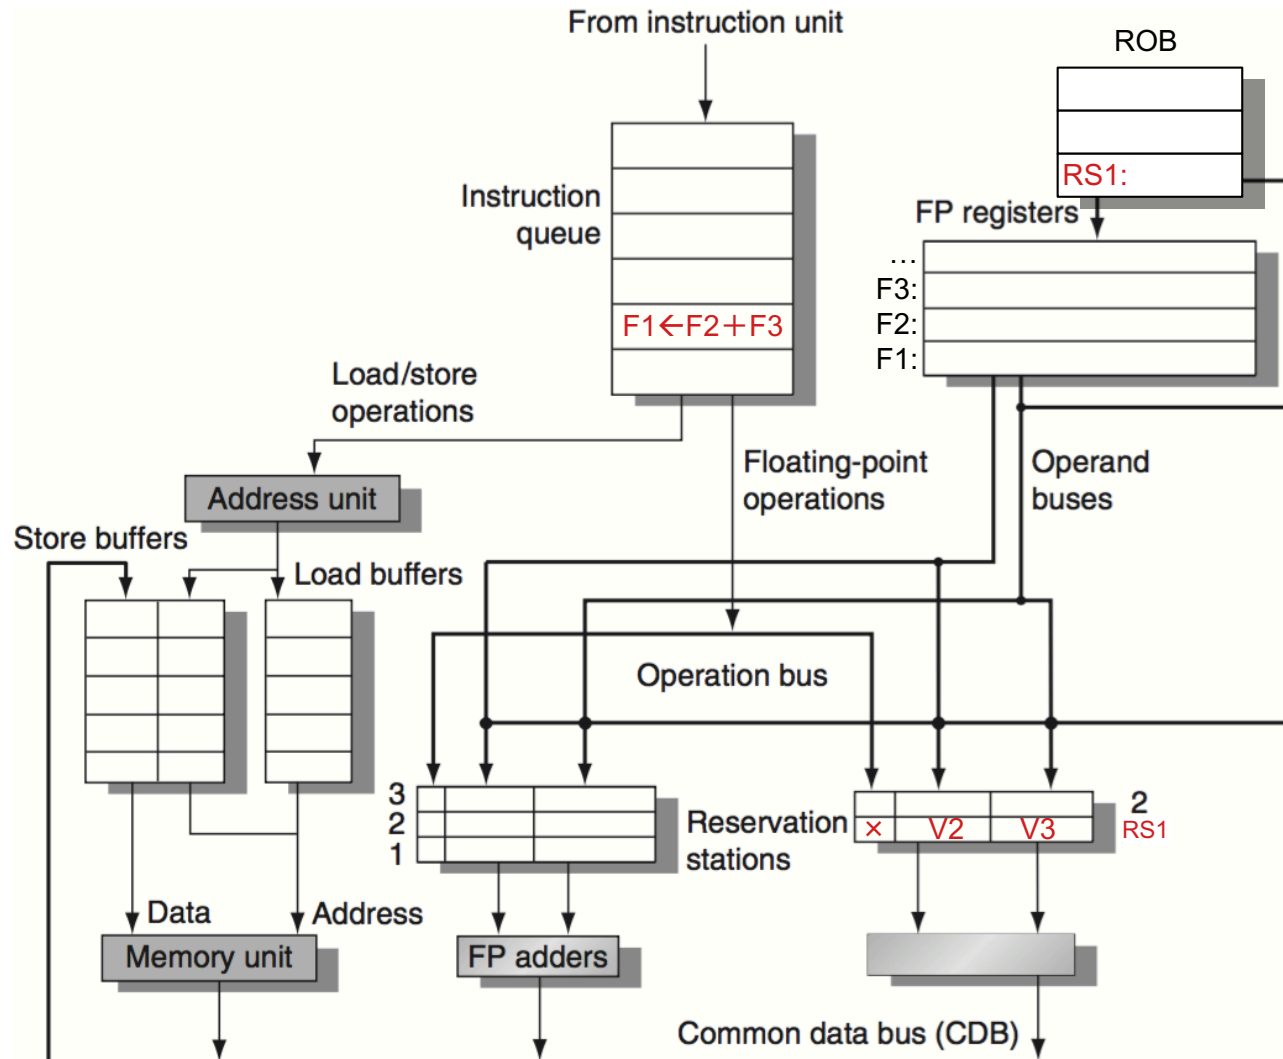 From instruction unit
ROB
RS1:
FP registers
Instruction
queue
...
F3:
F2:
F1:
F1←F2+F3
Load/store
operations
Floating-point
operations
Operand
buses
Address unit
Store buffers
Load buffers
Operation bus
3
2
1
Reservation
stations
2
× V2 V3 RS1
Data
Address
Memory unit
FP adders
Common data bus (CDB)